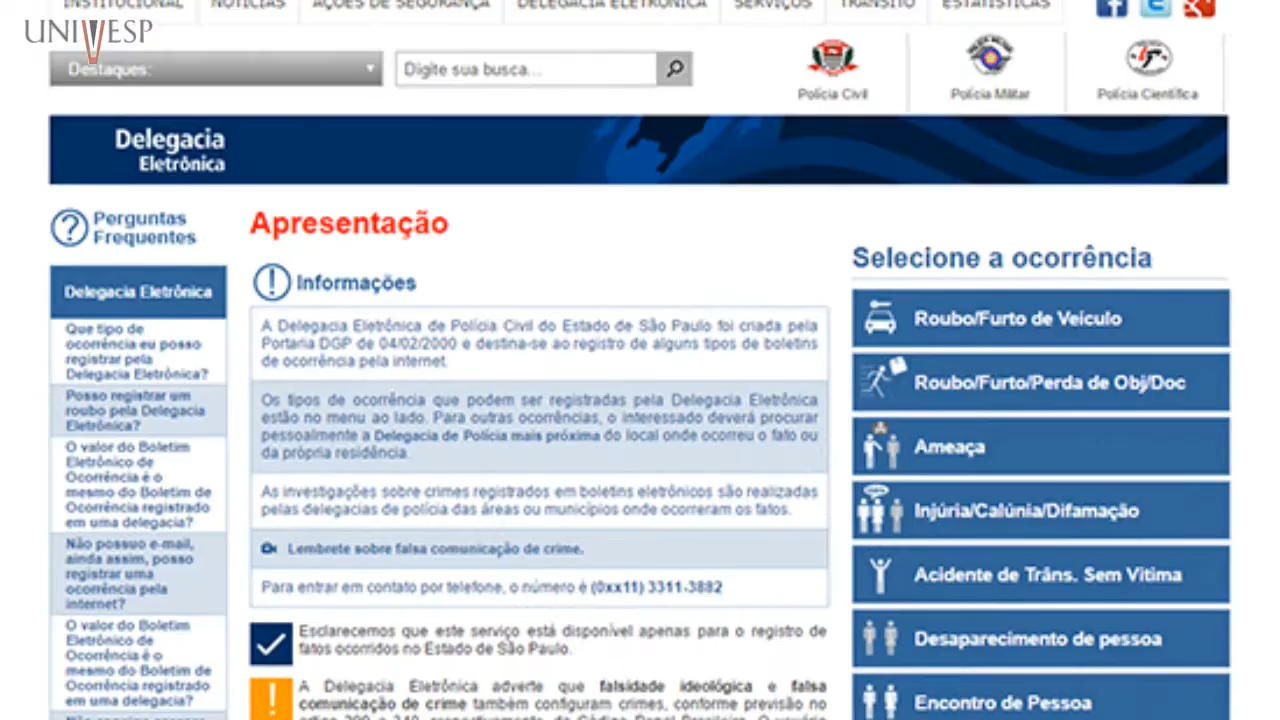 INSTITUCIONAL NOTÍCIAS AÇÕES DE SEGURANÇA DELEGACIA ELETRÔNICA SERVIÇOS TRÂNSITO ESTATÍSTICAS
UNIVESP
Destaques:
Digite sua busca...
Polícia Civil
Polícia Militar
Polícia Científica
Delegacia
Eletrônica
Perguntas
Frequentes
Delegacia Eletrônica
Que tipo de
ocorrência eu posso
registrar pela
Delegacia Eletrônica?
Posso registrar um
roubo pela Delegacia
Eletrônica?
O valor do Boletim
Eletrônico de
Ocorrência é o
mesmo do Boletim de
Ocorrência registrado
em uma delegacia?
Não possuo e-mail,
ainda assim, posso
registrar uma
ocorrência pela
internet?
O valor do Boletim
Eletrônico de
Ocorrência é o
mesmo do Boletim de
Ocorrência registrado
em uma delegacia?
Apresentação
Informações
A Delegacia Eletrônica de Polícia Civil do Estado de São Paulo foi criada pela
Portaria DGP de 04/02/2000 e destina-se ao registro de alguns tipos de boletins
de ocorrência pela internet.
Os tipos de ocorrência que podem ser registradas pela Delegacia Eletrônica
estão no menu ao lado. Para outras ocorrências, o interessado deverá procurar
pessoalmente a Delegacia de Polícia mais próxima do local onde ocorreu o fato ou
da própria residência.
As investigações sobre crimes registrados em boletins eletrônicos são realizadas
pelas delegacias de polícia das áreas ou municípios onde ocorreram os fatos.
Lembrete sobre falsa comunicação de crime.
Para entrar em contato por telefone, o número é (0xx11) 3311-3882
Esclarecemos que este serviço está disponível apenas para o registro de
fatos ocorridos no Estado de São Paulo.
A Delegacia Eletrônica adverte que falsidade ideológica e falsa
comunicação de crime também configuram crimes, conforme previsão no
Selecione a ocorrência
Roubo/Furto de Veículo
Roubo/Furto/Perda de Obj/Doc
Ameaça
Injúria/Calúnia/Difamação
Acidente de Trâns. Sem Vítima
Desaparecimento de pessoa
Encontro de Pessoa